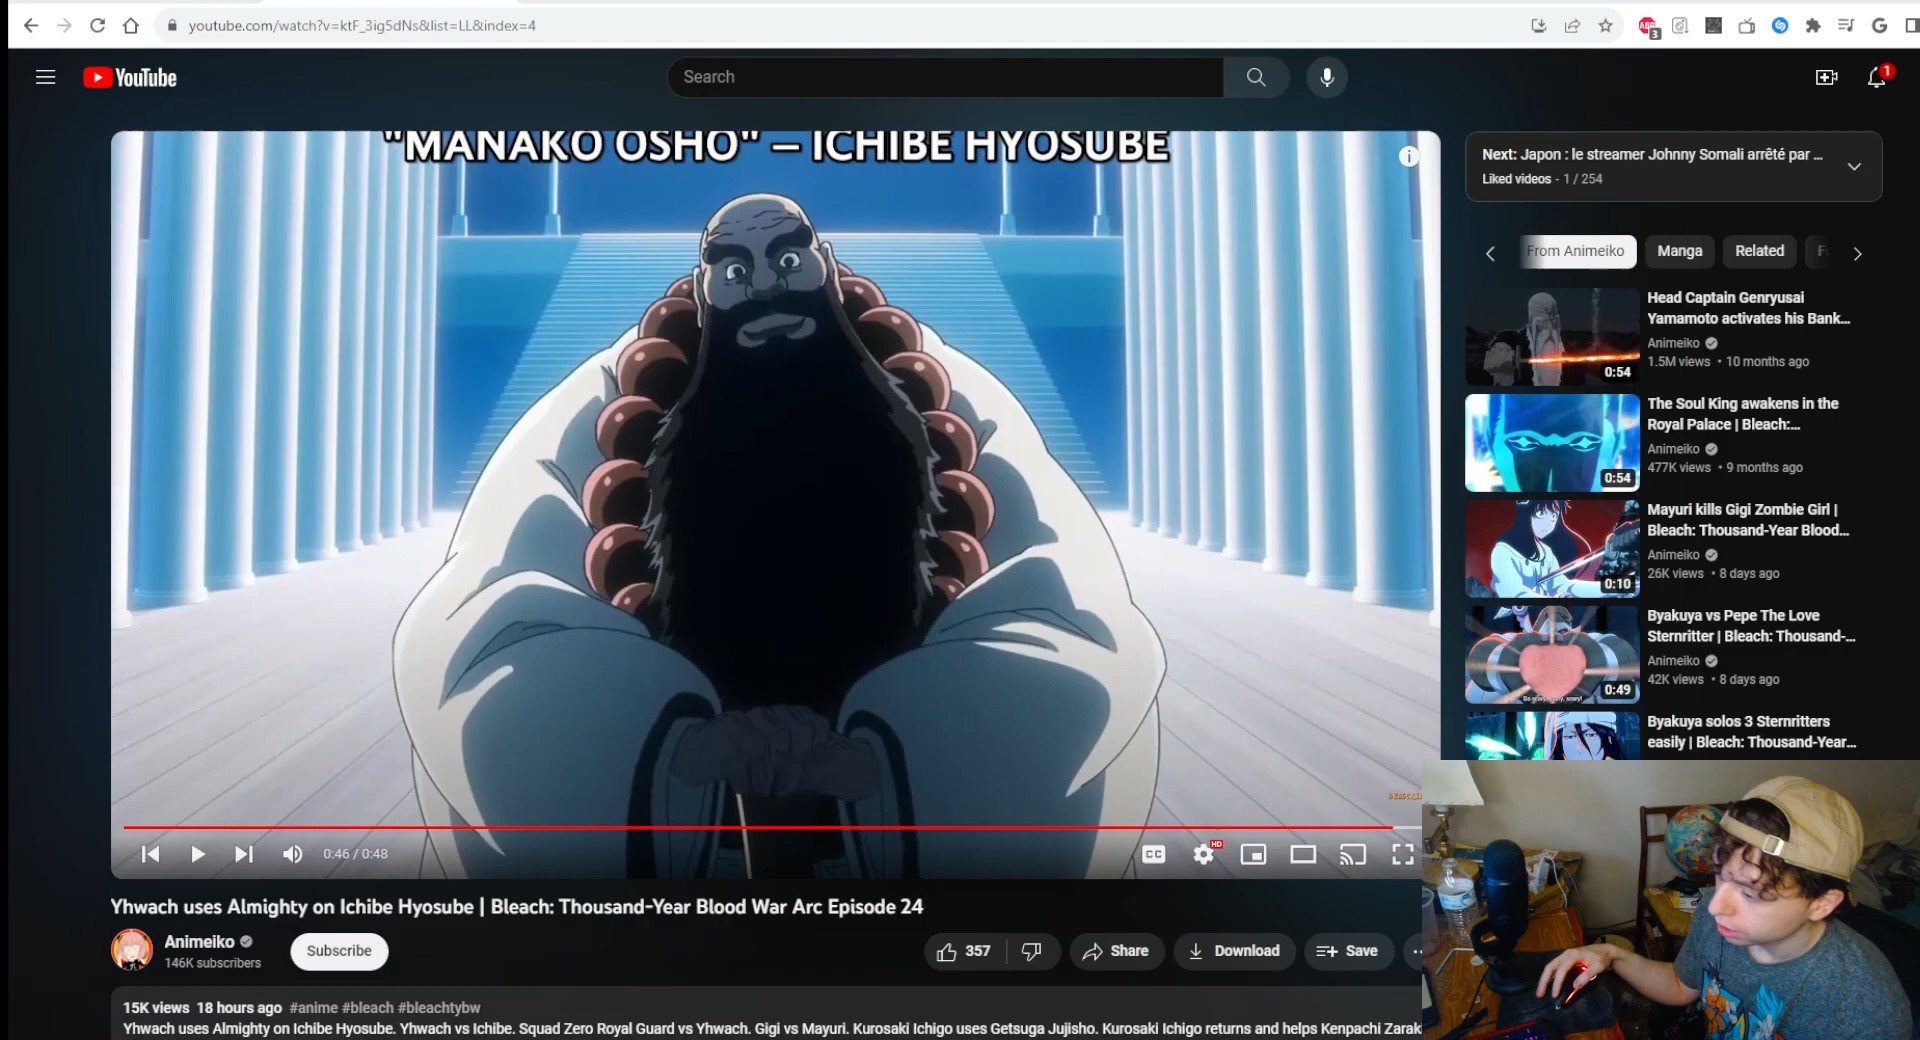 youtube.com/watch?v=ktF_3ig5dNs&list=LL&index=4
ABP
3
YouTube
Search
1
"MANAKO OSHO" – ICHIBE HYOSUBE
Next: Japon : le streamer Johnny Somali arrêté par ...
Liked videos - 1 / 254
From Animeiko
Manga
Related
Head Captain Genryusai
Yamamoto activates his Bank...
Animeiko
1.5M views • 10 months ago
0:54
The Soul King awakens in the
Royal Palace | Bleach:...
Animeiko
477K views • 9 months ago
0:54
Mayuri kills Gigi Zombie Girl |
Bleach: Thousand-Year Blood...
Animeiko
26K views • 8 days ago
0:10
Byakuya vs Pepe The Love
Sternritter | Bleach: Thousand-...
Animeiko
42K views • 8 days ago
0:49
Byakuya solos 3 Sternritters
easily | Bleach: Thousand-Year...
0:46 / 0:48
CC
HD
Yhwach uses Almighty on Ichibe Hyosube | Bleach: Thousand-Year Blood War Arc Episode 24
Animeiko
146K subscribers
Subscribe
357
Share
Download
Save
15K views 18 hours ago #anime #bleach #bleachtybw
Yhwach uses Almighty on Ichibe Hyosube. Yhwach vs Ichibe. Squad Zero Royal Guard vs Yhwach. Gigi vs Mayuri. Kurosaki Ichigo uses Getsuga Jujisho. Kurosaki Ichigo returns and helps Kenpachi Zarak